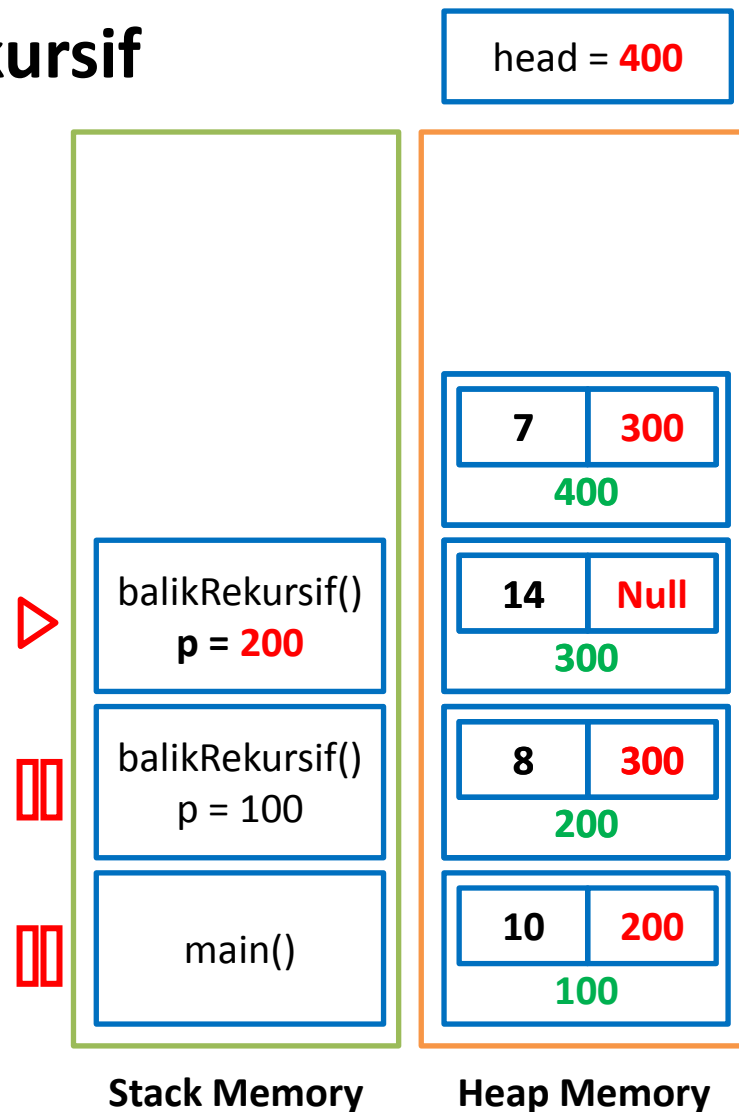 kursif
head = 400
7 300
400
balikRekursif()
p = 200
14 Null
300
balikRekursif()
p = 100
8 300
200
main()
10 200
100
Stack Memory
Heap Memory